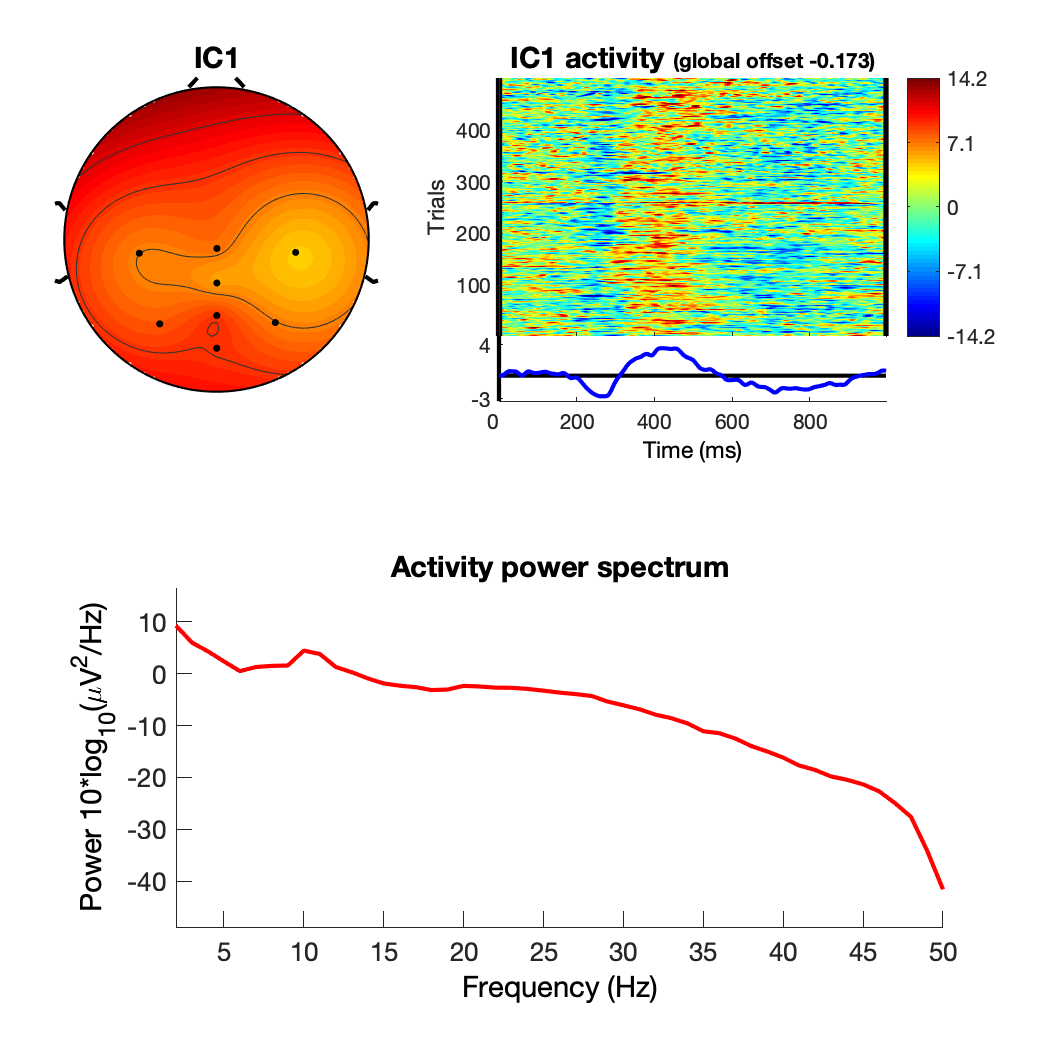 IC1
IC1 activity (global offset -0.173)
Trials
400
300
200
100
14.2
7.1
0
-7.1
-14.2
4
-3
0 200 400 600 800
Time (ms)
Activity power spectrum
Power 10*log10(μV2/Hz)
10
0
-10
-20
-30
-40
5 10 15 20 25 30 35 40 45 50
Frequency (Hz)